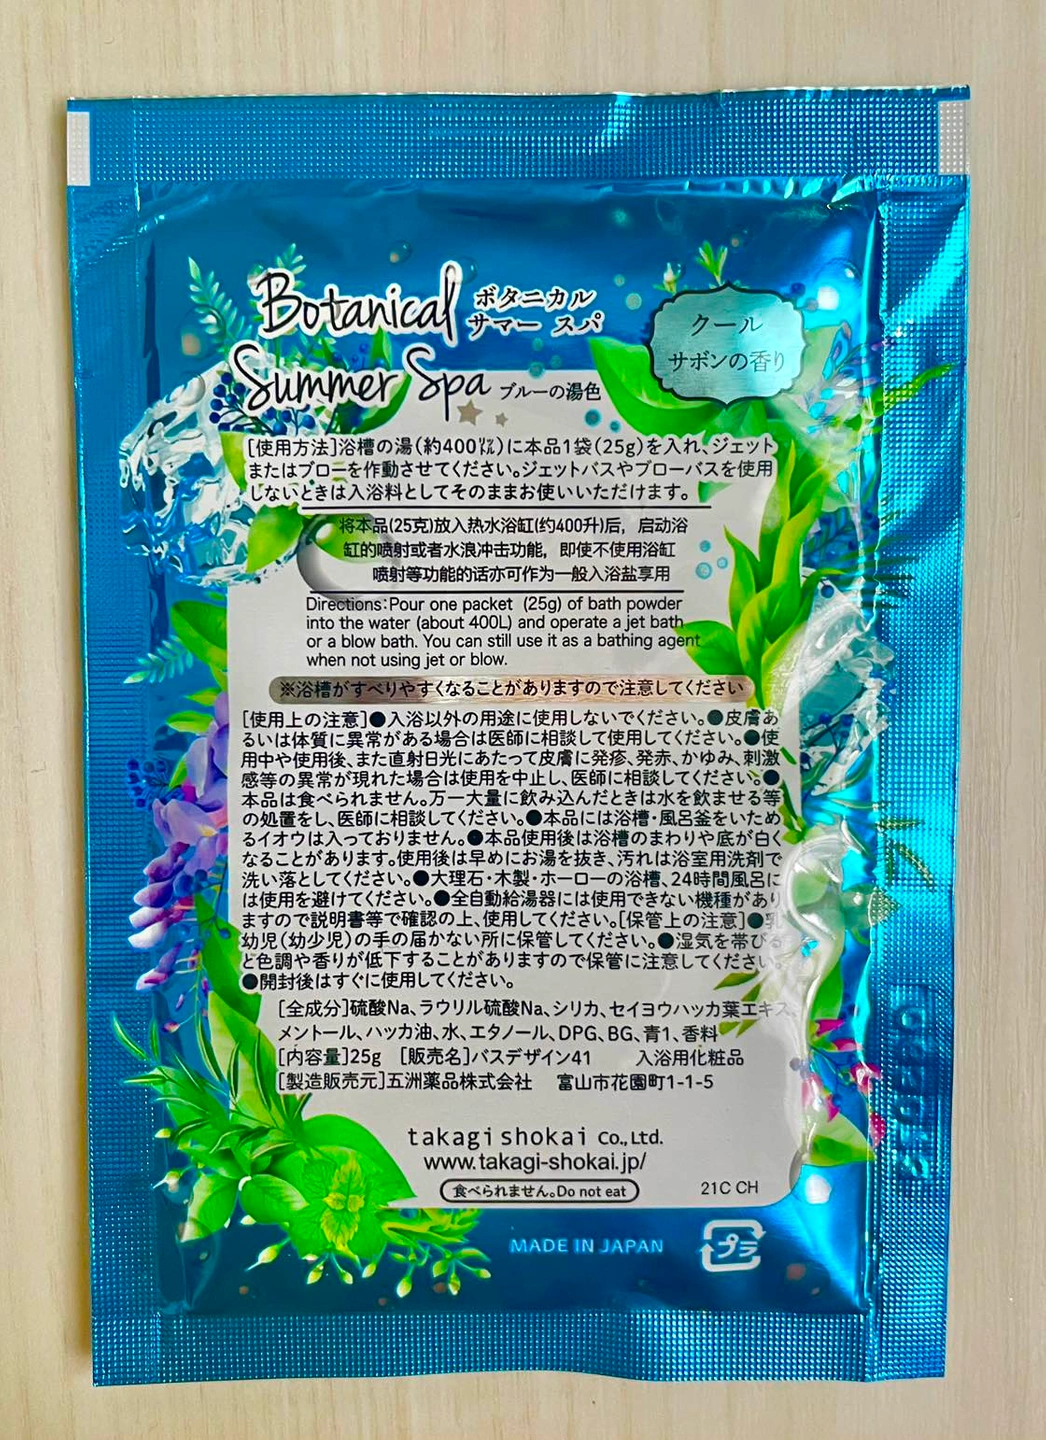 Botanical
Summer Spa
ボタニカル
サマー スパ
ブルーの湯色
クール
サボンの香り
[使用方法]浴槽の湯(約400㍑)に本品1袋(25g)を入れ、ジェット
またはブローを作動させてください。ジェットバスやブローバスを使用
しないときは入浴料としてそのままお使いいただけます。
将本品(25克)放入热水浴缸(约400升)后，启动浴
缸的喷射或者水浪冲击功能，即使不使用浴缸
喷射等功能的话亦可作为一般入浴盐享用
Directions:Pour one packet (25g) of bath powder
into the water (about 400L) and operate a jet bath
or a blow bath. You can still use it as a bathing agent
when not using jet or blow.
※浴槽がすべりやすくなることがありますので注意してください
[使用上の注意]●入浴以外の用途に使用しないでください。●皮膚あ
るいは体質に異常がある場合は医師に相談して使用してください。●使
用中や使用後、また直射日光にあたって皮膚に発疹、発赤、かゆみ、刺激
感等の異常が現れた場合は使用を中止し、医師に相談してください。●
本品は食べられません。万一大量に飲み込んだときは水を飲ませる等
の処置をし、医師に相談してください。●本品には浴槽・風呂釜をいため
るイオウは入っておりません。●本品使用後は浴槽のまわりや底が白く
なることがあります。使用後は早めにお湯を抜き、汚れは浴室用洗剤で
洗い落としてください。●大理石・木製・ホーローの浴槽、24時間風呂に
は使用を避けてください。●全自動給湯器には使用できない機種があり
ますので説明書等で確認の上、使用してください。[保管上の注意]●乳
幼児(幼少児)の手の届かない所に保管してください。●湿気を帯びる
と色調や香りが低下することがありますので保管に注意してください。
●開封後はすぐに使用してください。
[全成分]硫酸Na、ラウリル硫酸Na、シリカ、セイヨウハッカ葉エキス、
メントール、ハッカ油、水、エタノール、DPG、BG、青1、香料
[内容量]25g [販売名]バスデザイン41 入浴用化粧品
[製造販売元]五洲薬品株式会社 富山市花園町1-1-5
takagi shokai Co.,Ltd.
www.takagi-shokai.jp/
食べられません。Do not eat
21C CH
MADE IN JAPAN
プラ